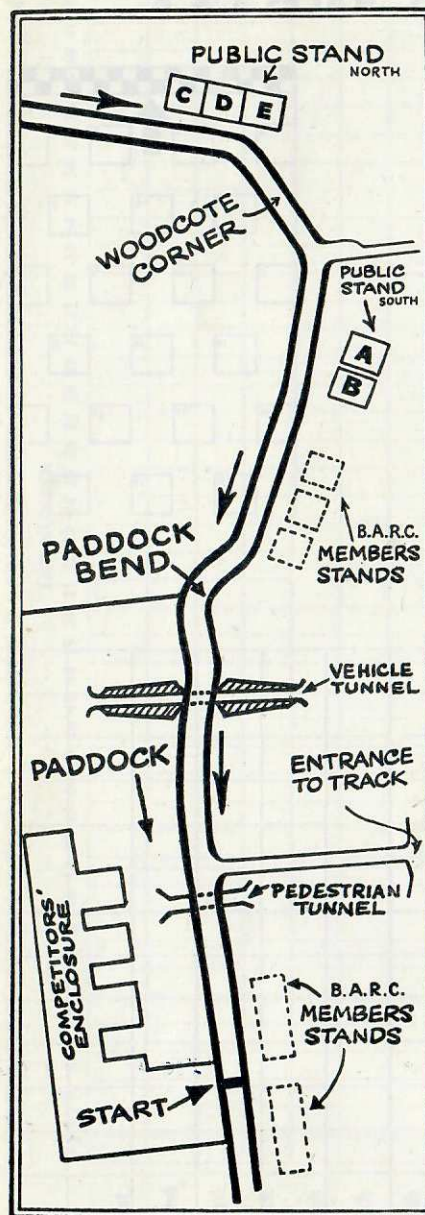 PUBLIC STAND
NORTH
C D E
WOODCOTE
CORNER
PUBLIC
STAND
SOUTH
A
B
B.A.R.C.
MEMBERS
STANDS
PADDOCK
BEND
VEHICLE
TUNNEL
PADDOCK
ENTRANCE
TO TRACK
COMPETITORS'
ENCLOSURE
PEDESTRIAN
TUNNEL
B.A.R.C.
MEMBERS
STANDS
START